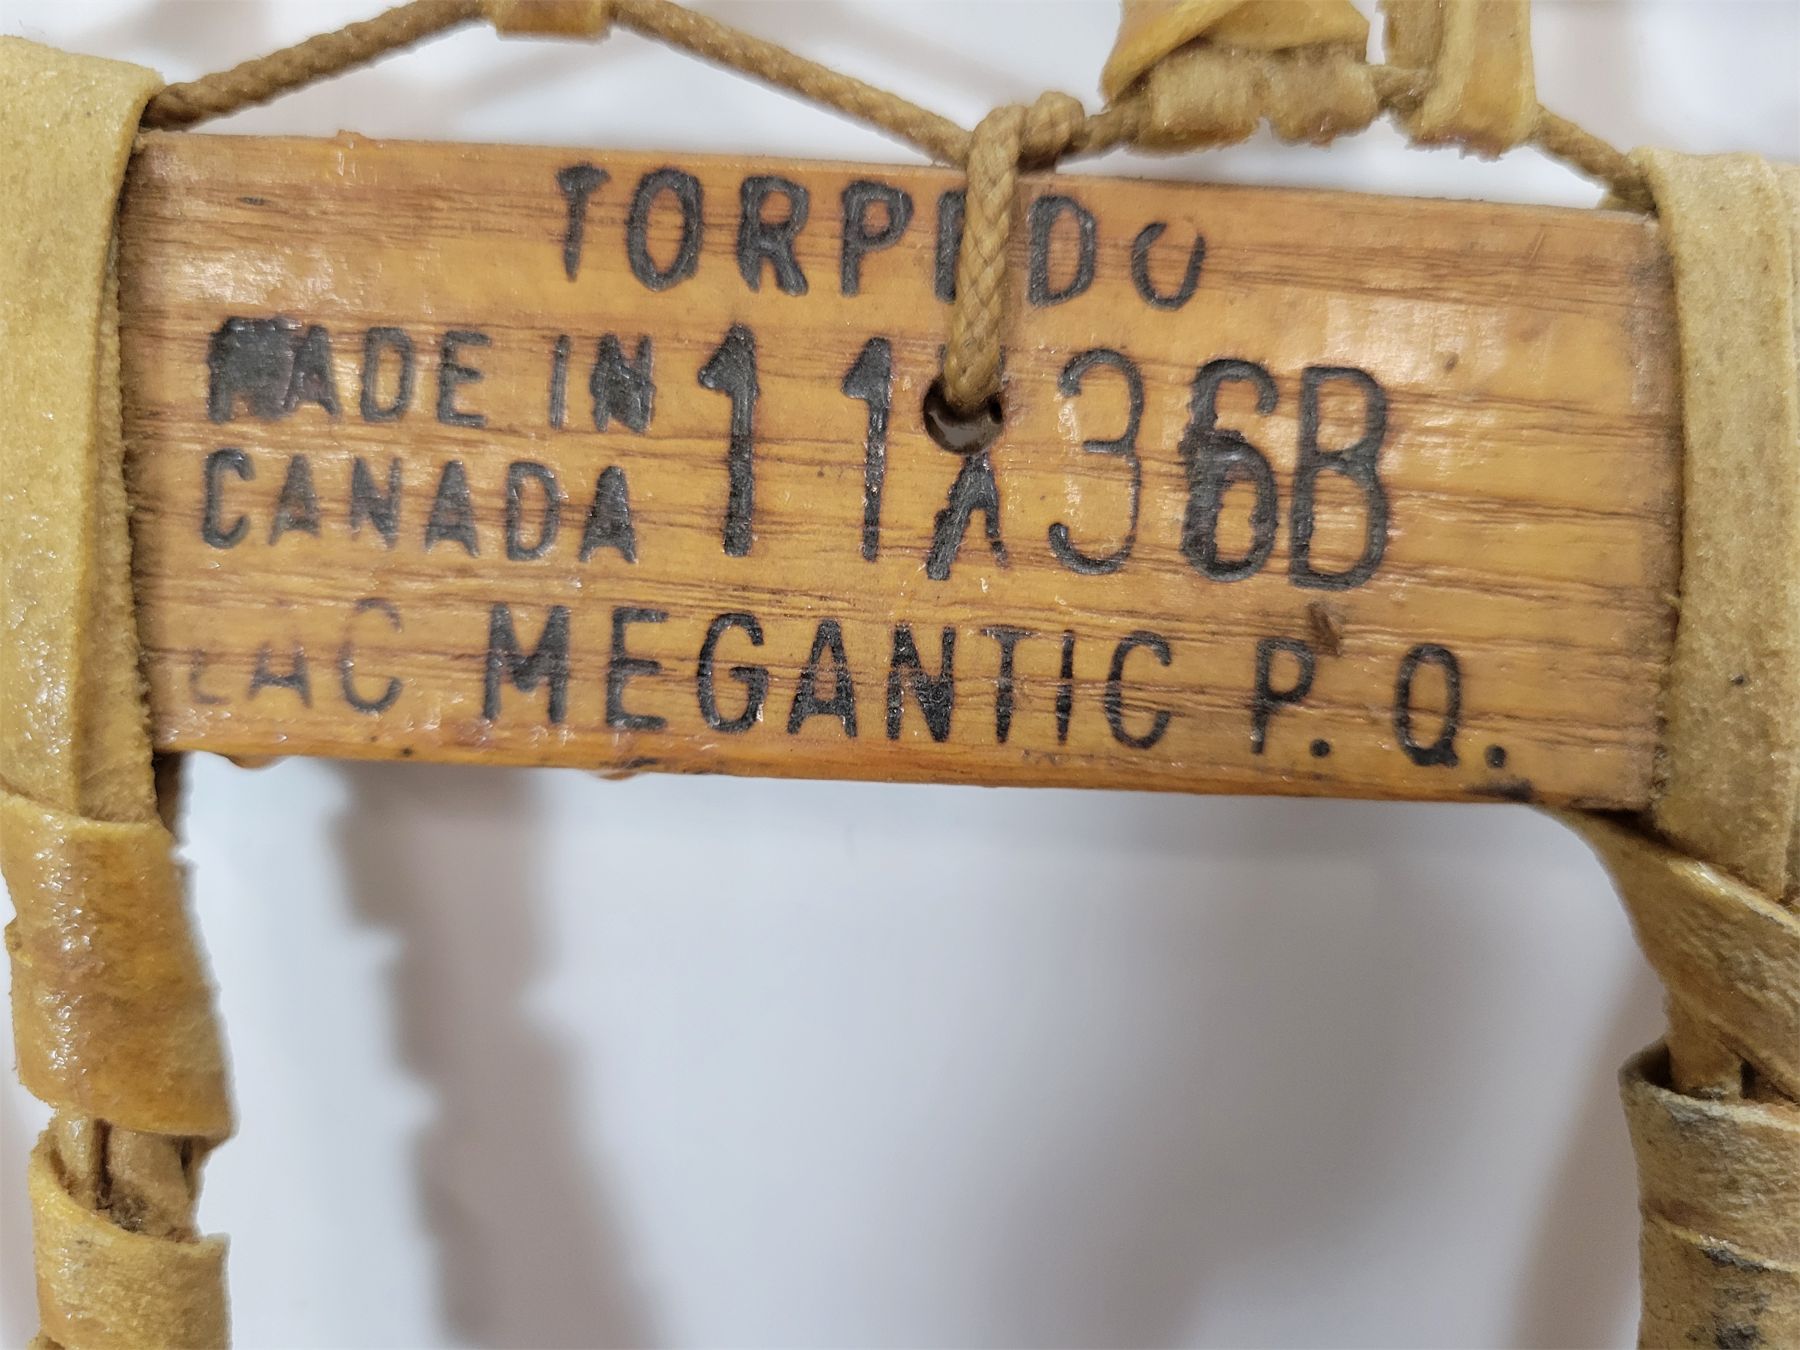 TORPEDO
MADE IN 11X36B
CANADA
LAC MEGANTIC P.Q.